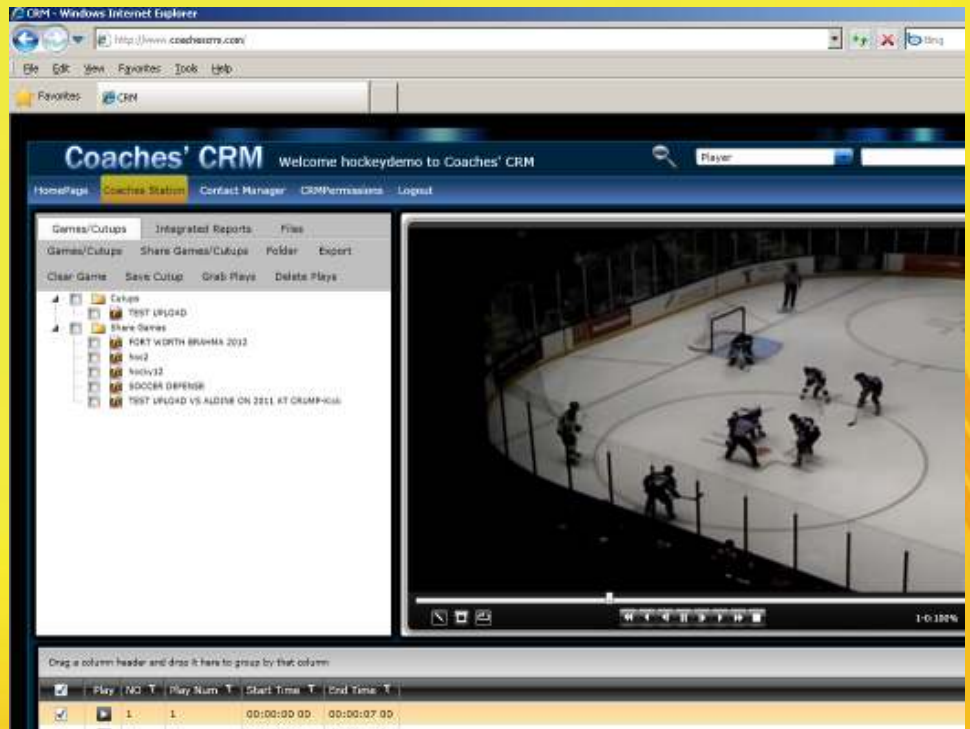 CRM - Windows Internet Explorer
http://www.coachescrm.com/
Bing
File Edit View Favorites Tools Help
Favorites CRM
Coaches' CRM Welcome hockeydemo to Coaches' CRM Player
HomePage Coaches Station Contact Manager CRMPermissions Logout
Games/Cutups Integrated Reports Files
Games/Cutups Share Games/Cutups Folder Export
Clear Game Save Cutup Grab Plays Delete Plays
Cutups
TEST UPLOAD
Share Games
FORT WORTH BRAHMA 2012
hoc2
hocky12
SOCCER DEFENSE
TEST UPLOAD VS ALDINE ON 2011 AT CRUMP-Kick
1-0:100%
Drag a column header and drop it here to group by that column
Play NO Play Num Start Time End Time
1 1 00:00:00 00 00:00:07 00